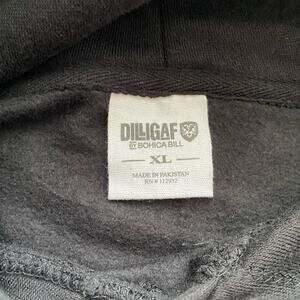 DILLIGAF
BY BOHICA BILL
XL
MADE IN PAKISTAN
RN # 112932